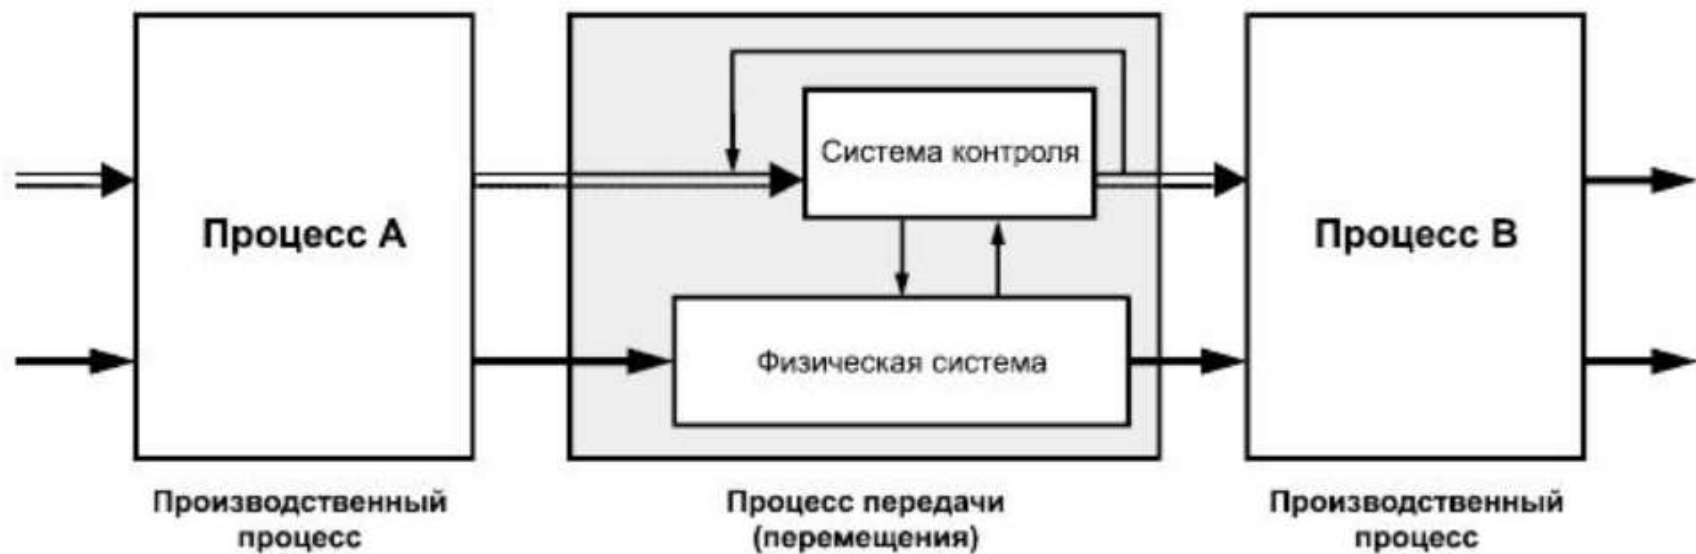 Система контроля
Процесс А
Процесс В
Физическая система
Производственный
процесс
Процесс передачи
(перемещения)
Производственный
процесс